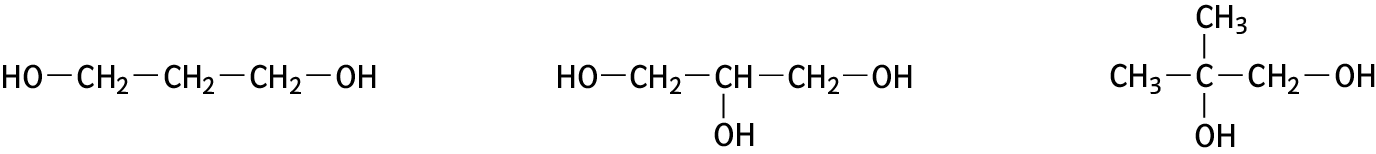 CH₃
HO—CH₂—CH₂—CH₂—OH HO—CH₂—CH—CH₂—OH CH₃—C—CH₂—OH
OH OH